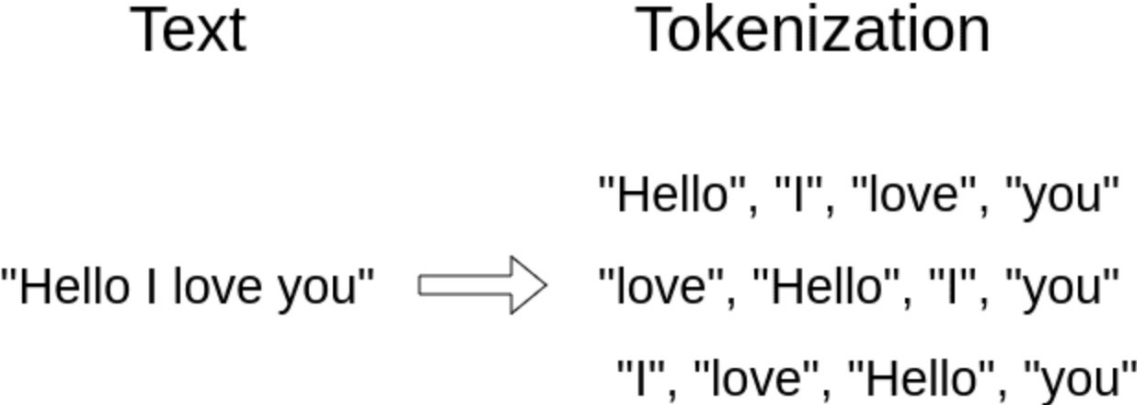 Text
Tokenization
"Hello", "I", "love", "you"
"Hello I love you"
"love", "Hello", "I", "you"
"I", "love", "Hello", "you"